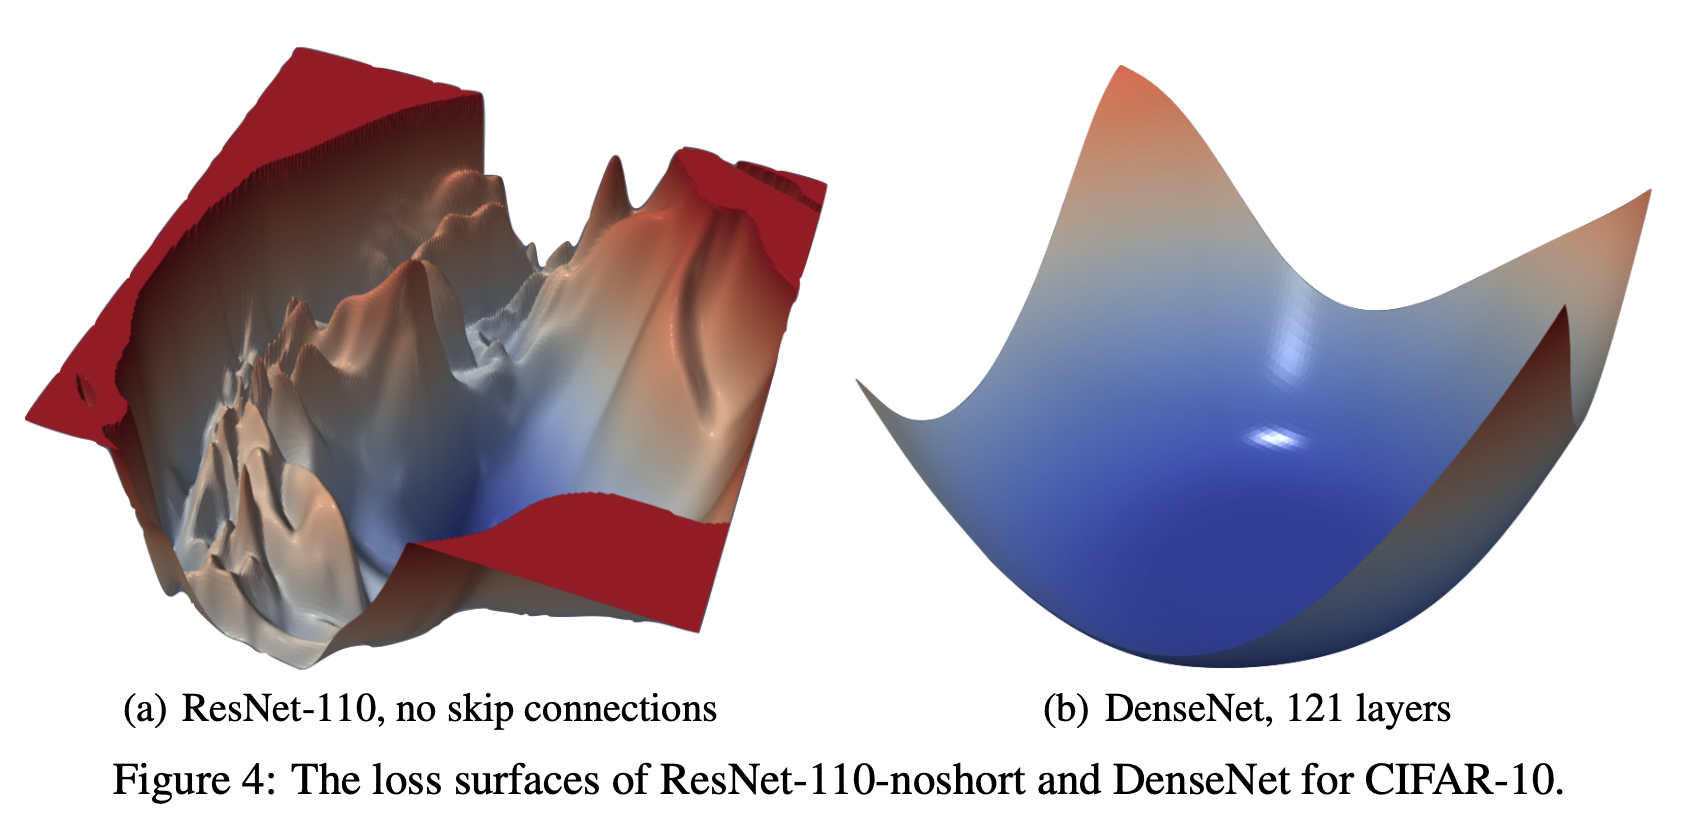 (a) ResNet-110, no skip connections
(b) DenseNet, 121 layers
Figure 4: The loss surfaces of ResNet-110-noshort and DenseNet for CIFAR-10.